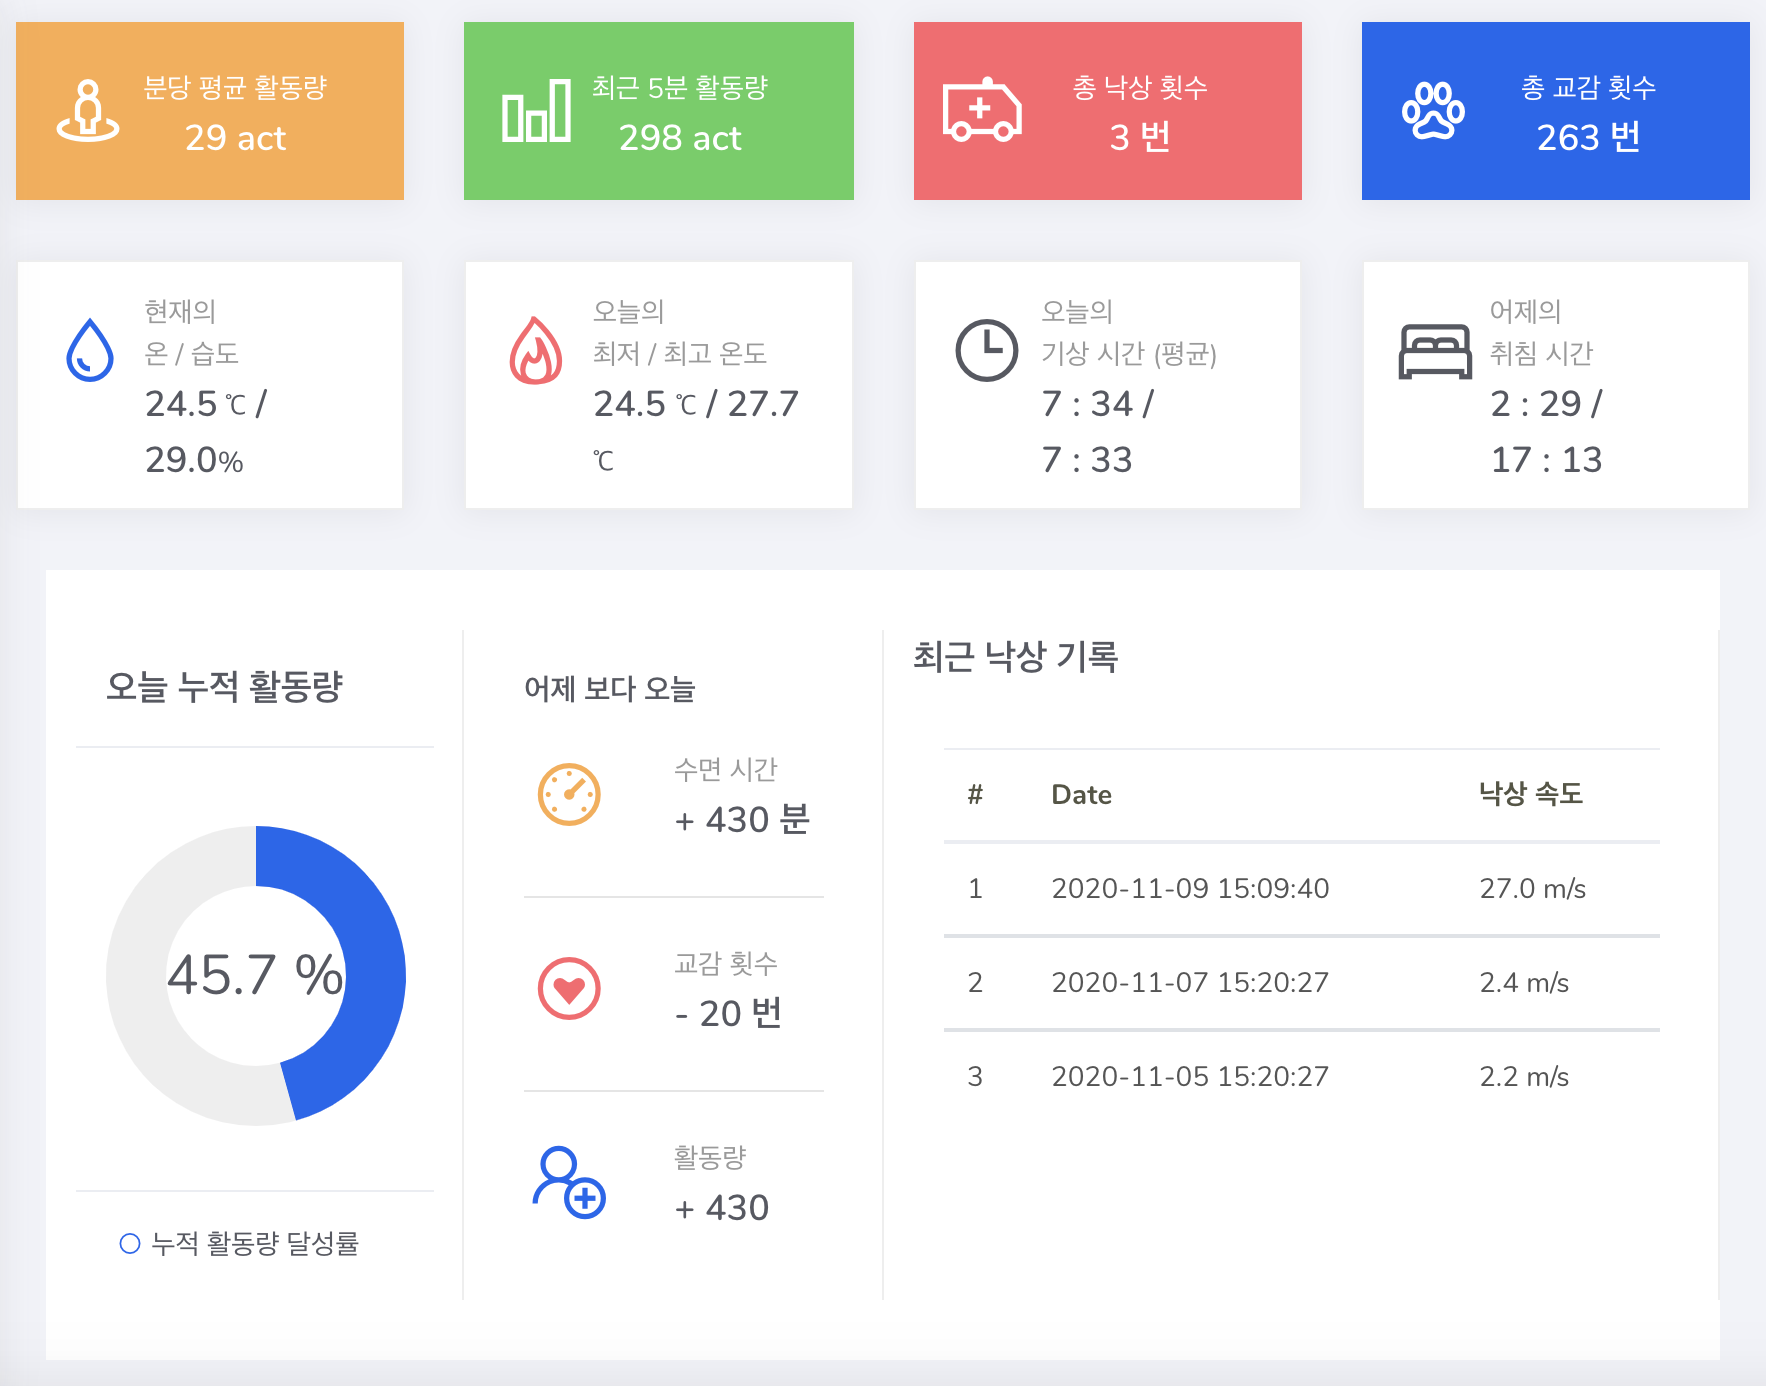 분당 평균 활동량
29 act
최근 5분 활동량
298 act
총 낙상 횟수
3 번
총 교감 횟수
263 번
현재의
온 / 습도
24.5 ℃ /
29.0%
오늘의
최저 / 최고 온도
24.5 ℃ / 27.7
℃
오늘의
기상 시간 (평균)
7 : 34 /
7 : 33
어제의
취침 시간
2 : 29 /
17 : 13
오늘 누적 활동량
45.7 %
누적 활동량 달성률
어제 보다 오늘
수면 시간
+ 430 분
교감 횟수
- 20 번
활동량
+ 430
최근 낙상 기록
# Date 낙상 속도
1 2020-11-09 15:09:40 27.0 m/s
2 2020-11-07 15:20:27 2.4 m/s
3 2020-11-05 15:20:27 2.2 m/s